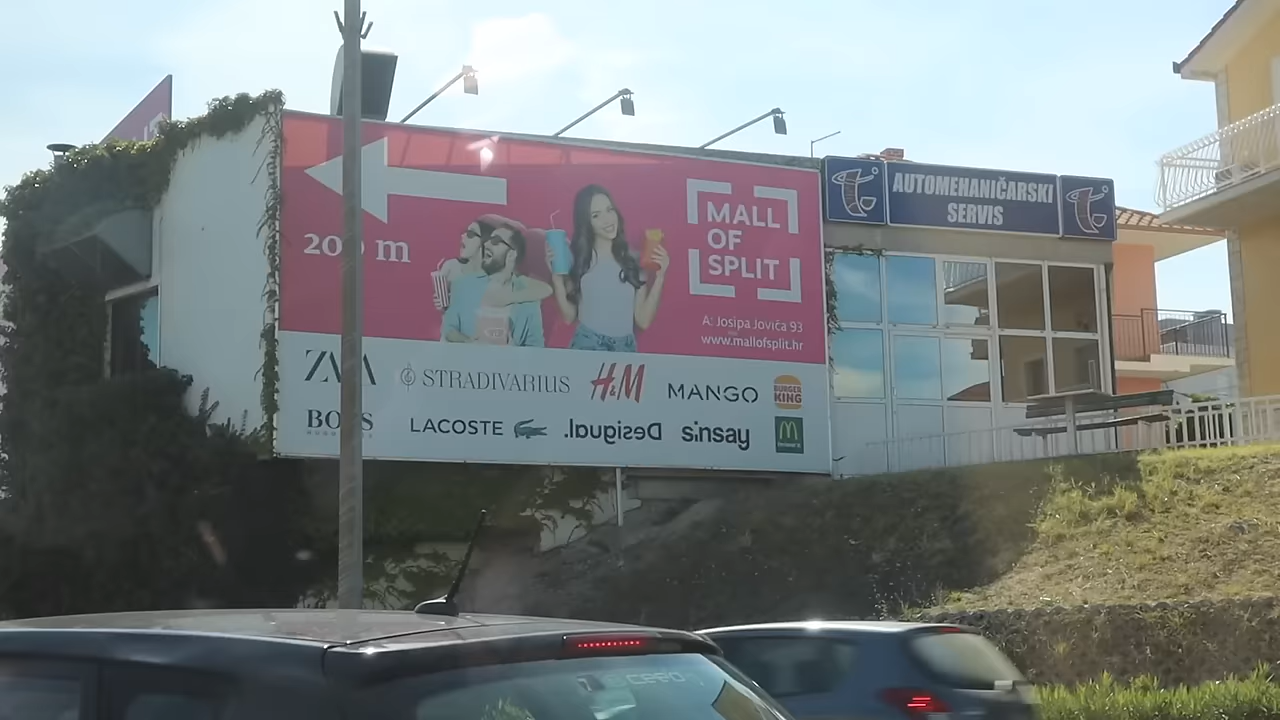 200 m
MALL
OF
SPLIT
A: Josipa Jovića 93
www.mallofsplit.hr
ZARA
STRADIVARIUS
H&M
MANGO
BURGER
KING
BOSS
LACOSTE
Desigual.
sinsay
AUTOMEHANIČARSKI
SERVIS